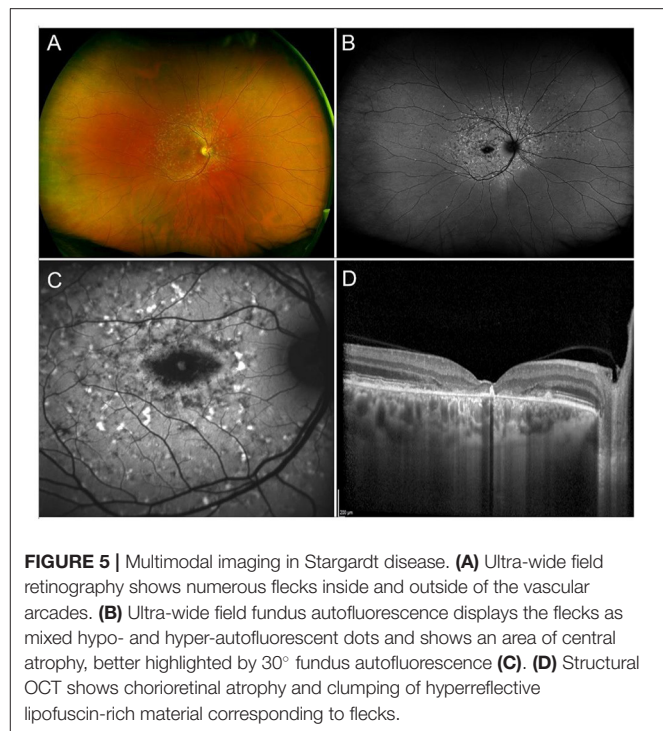 A
B
C
D
200 µm
FIGURE 5 | Multimodal imaging in Stargardt disease. (A) Ultra-wide field
retinography shows numerous flecks inside and outside of the vascular
arcades. (B) Ultra-wide field fundus autofluorescence displays the flecks as
mixed hypo- and hyper-autofluorescent dots and shows an area of central
atrophy, better highlighted by 30° fundus autofluorescence (C). (D) Structural
OCT shows chorioretinal atrophy and clumping of hyperreflective
lipofuscin-rich material corresponding to flecks.